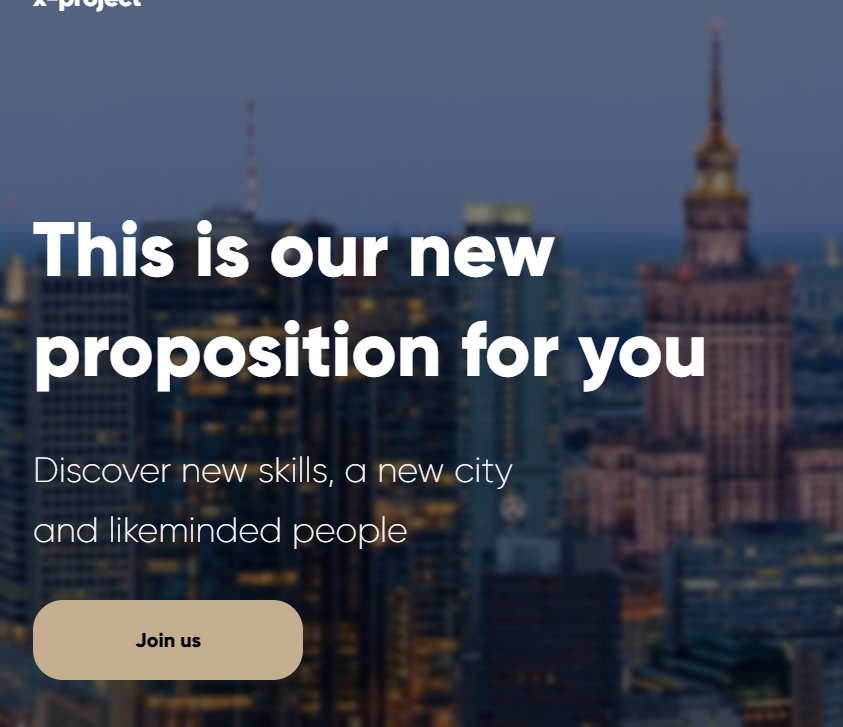 x-project
This is our new
proposition for you
Discover new skills, a new city
and likeminded people
Join us